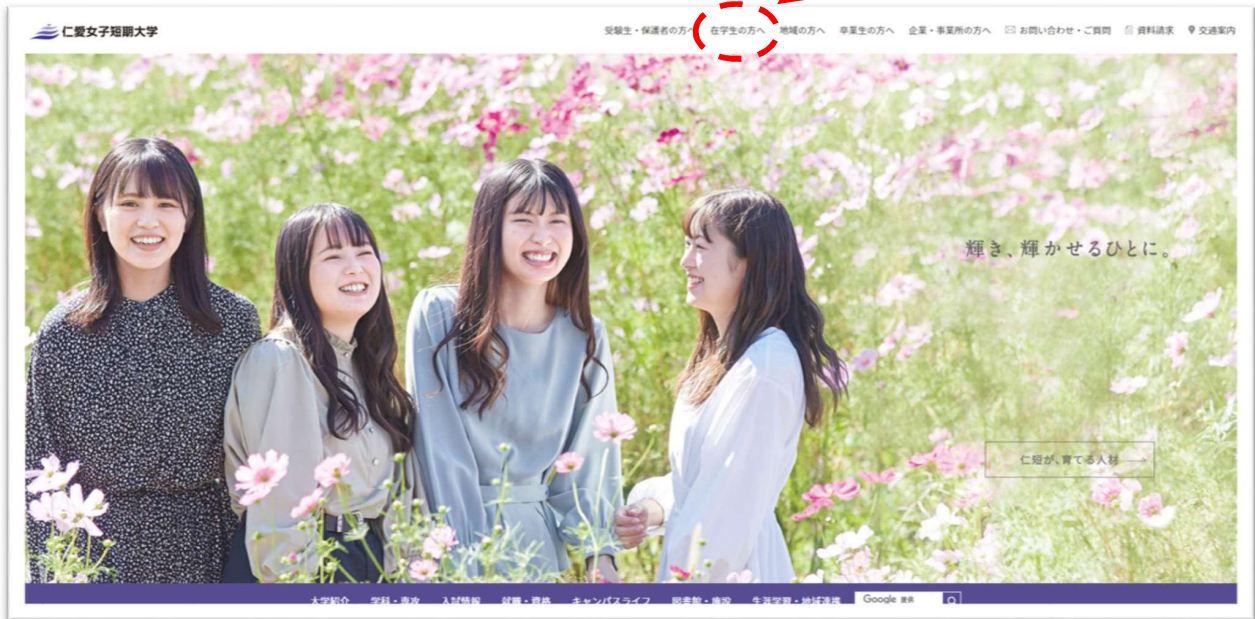 仁愛女子短期大学
受験生・保護者の方へ 在学生の方へ 地域の方へ 卒業生の方へ 企業・事業所の方へ お問い合わせ・ご質問 資料請求 交通案内
輝き、輝かせるひとに。
仁短が、育てる人材
大学紹介 学科・専攻 入試情報 就職・資格 キャンパスライフ 図書館・施設 生涯学習・地域連携 Google 提供